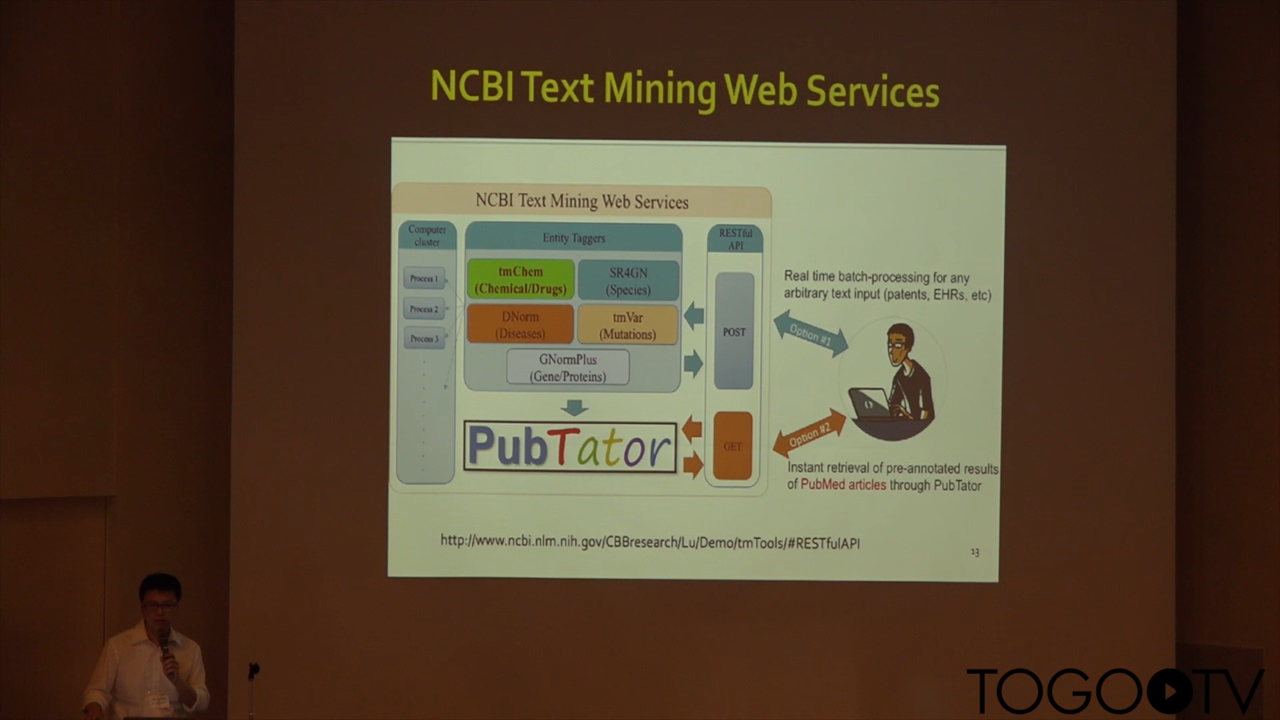 NCBI Text Mining Web Services
NCBI Text Mining Web Services
Computer
cluster
Process 1
Process 2
Process 3
Entity Taggers
tmChem
(Chemical/Drugs)
SR4GN
(Species)
DNorm
(Diseases)
tmVar
(Mutations)
GNormPlus
(Gene/Proteins)
PubTator
RESTful
API
POST
GET
Real time batch-processing for any
arbitrary text input (patents, EHRs, etc)
Option #1
Option #2
Instant retrieval of pre-annotated results
of PubMed articles through PubTator
http://www.ncbi.nlm.nih.gov/CBBresearch/Lu/Demo/tmTools/#RESTfulAPI
13
TOGO TV